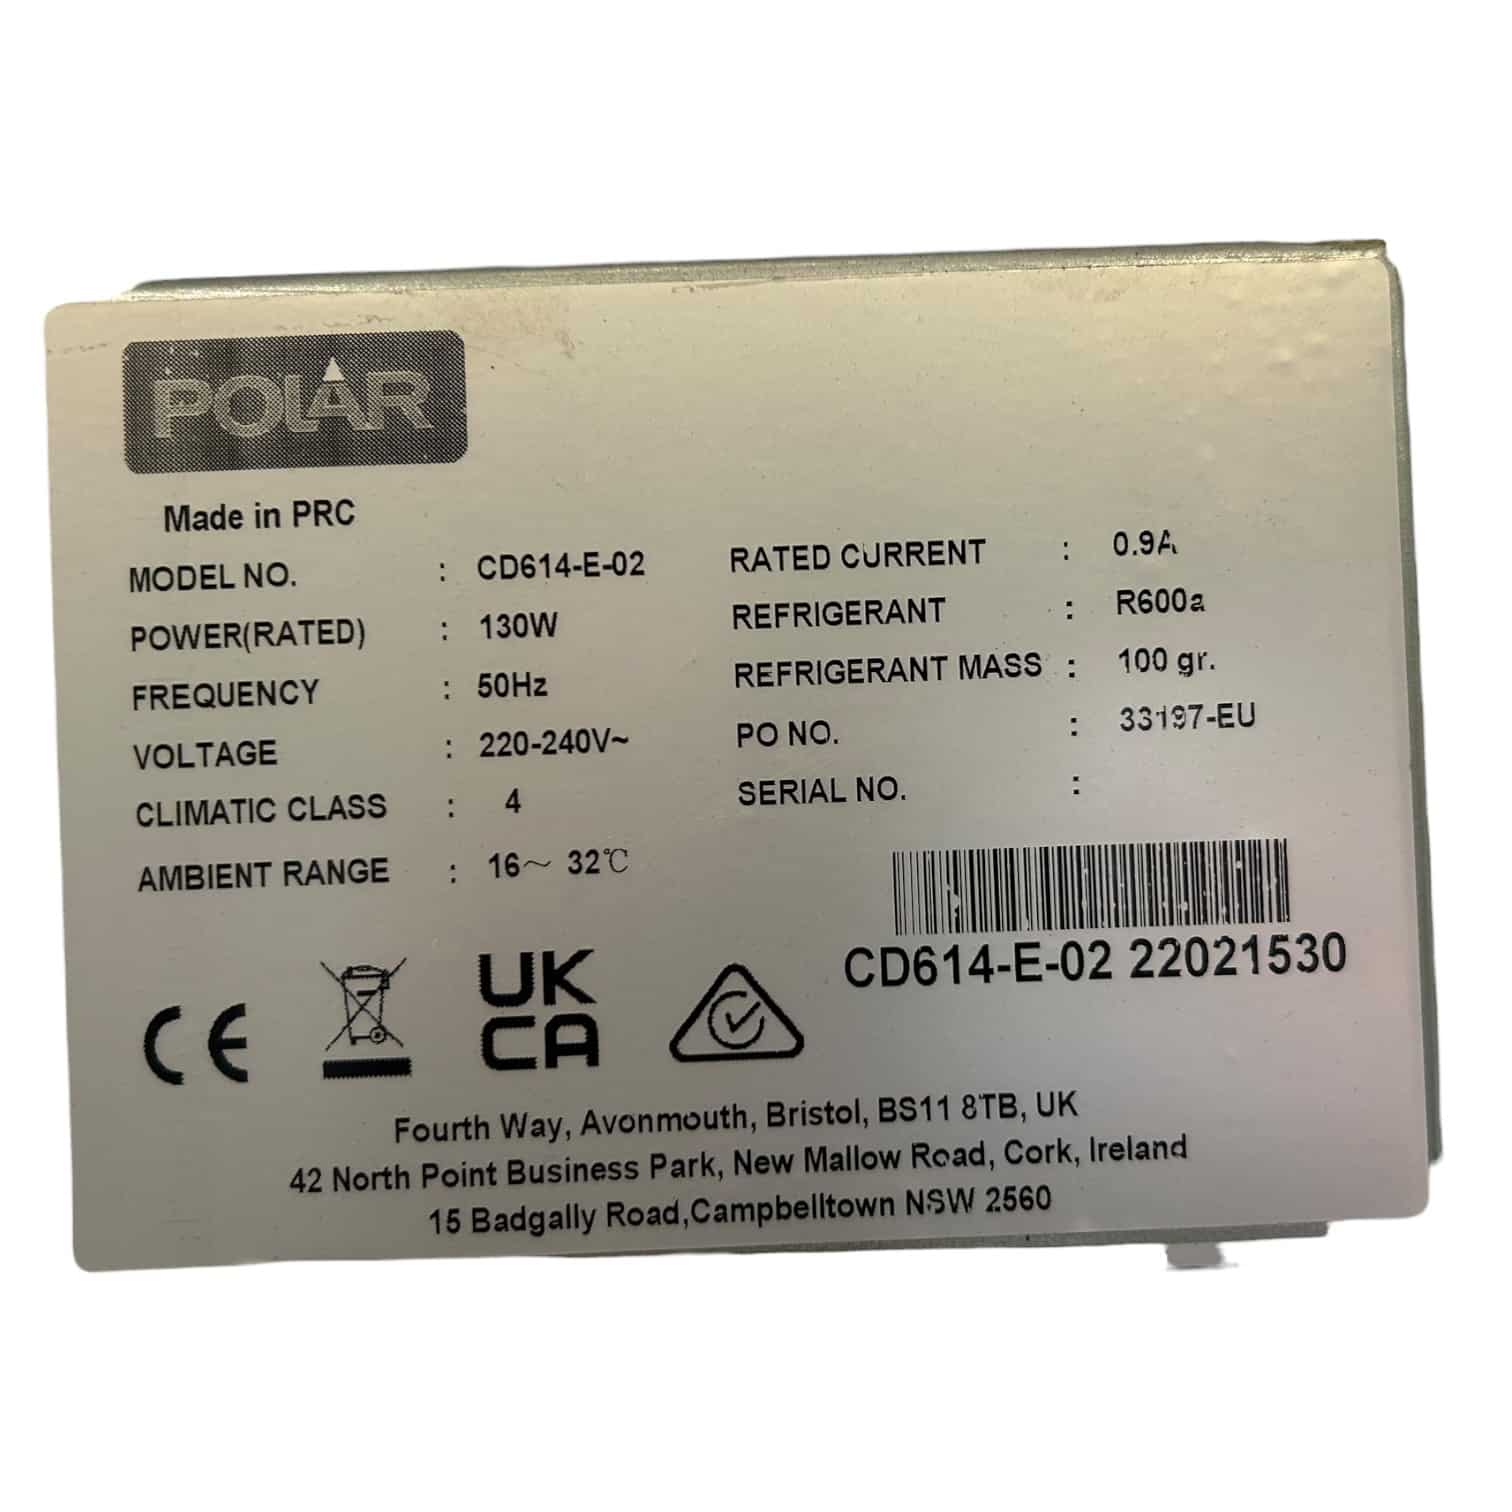 POLAR
Made in PRC
MODEL NO. : CD614-E-02
POWER(RATED) : 130W
FREQUENCY : 50Hz
VOLTAGE : 220-240V~
CLIMATIC CLASS : 4
AMBIENT RANGE : 16～ 32℃
RATED CURRENT : 0.9A
REFRIGERANT : R600a
REFRIGERANT MASS : 100 gr.
PO NO. : 33197-EU
SERIAL NO. :
CD614-E-02 22021530
CE
UK
CA
Fourth Way, Avonmouth, Bristol, BS11 8TB, UK
42 North Point Business Park, New Mallow Road, Cork, Ireland
15 Badgally Road,Campbelltown NSW 2560